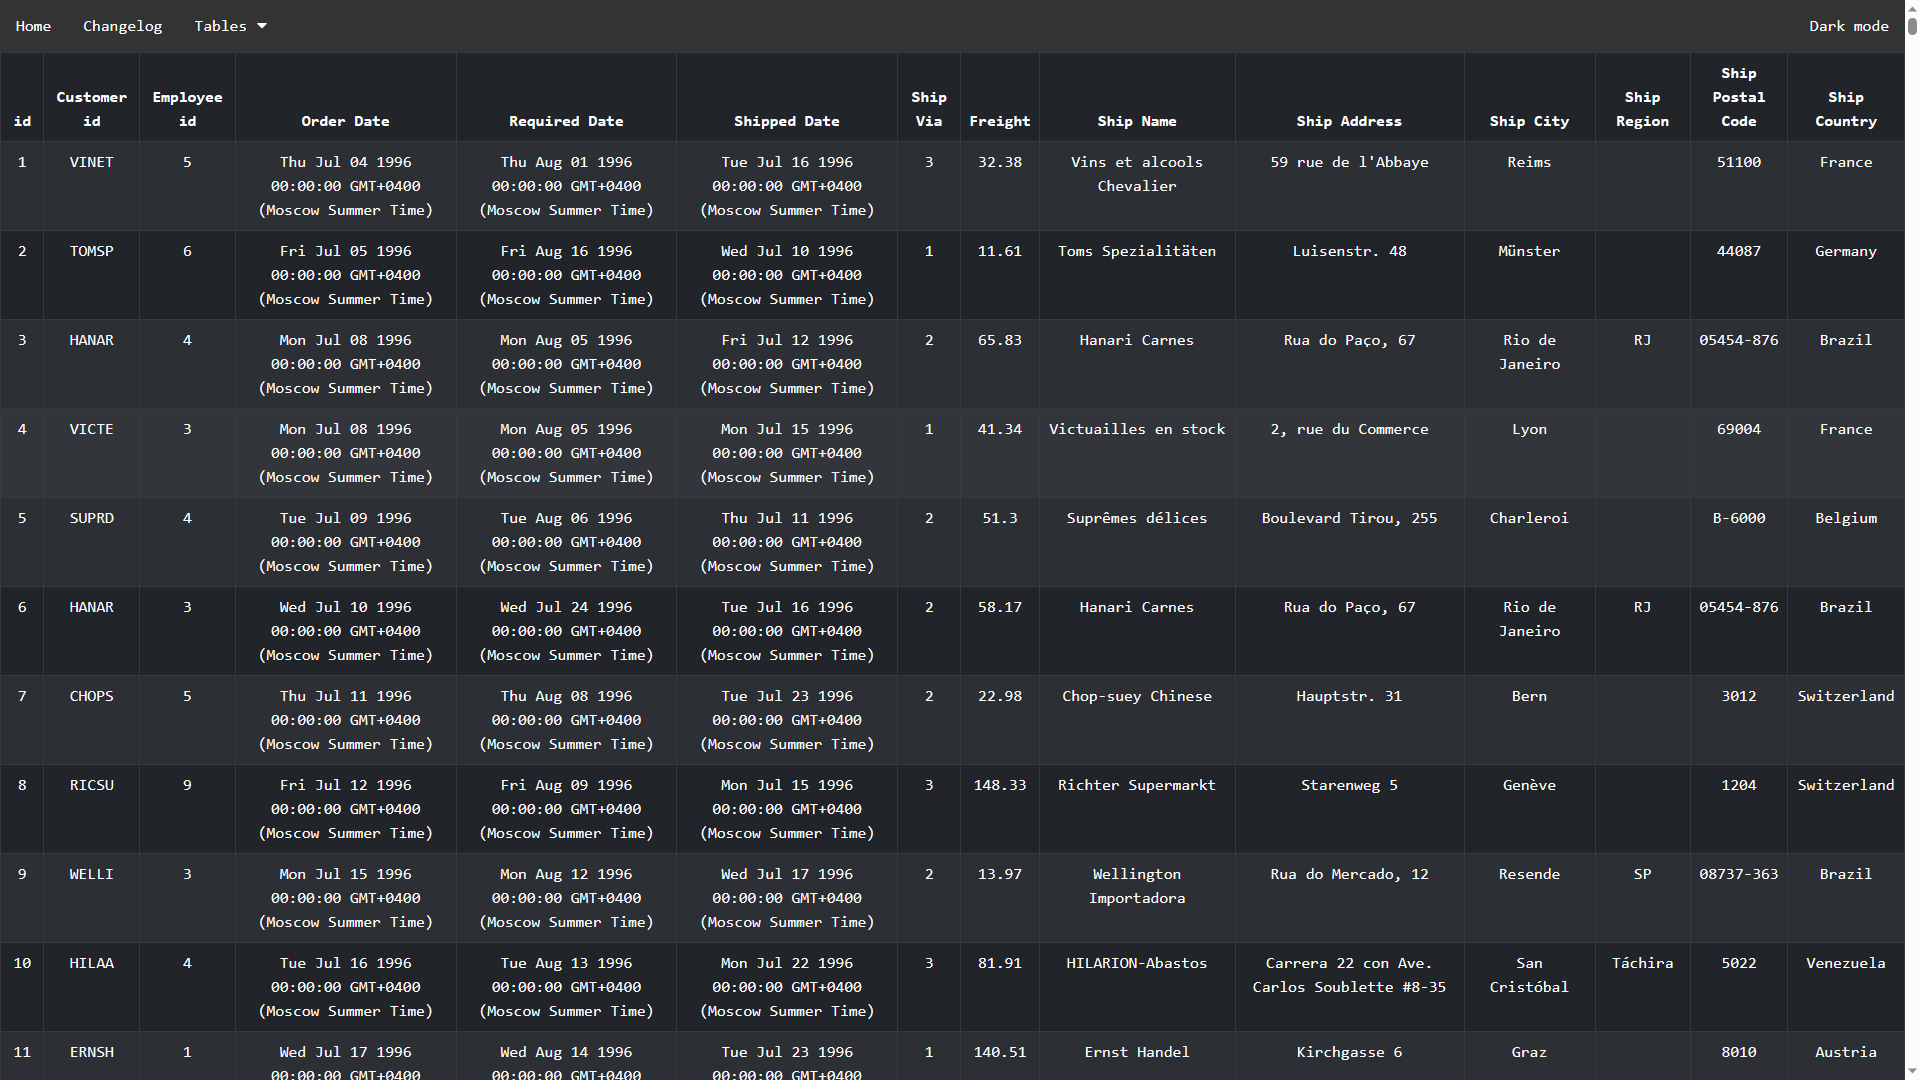 Home Changelog Tables Dark mode
id Customer id Employee id Order Date Required Date Shipped Date Ship Via Freight Ship Name Ship Address Ship City Ship Region Ship Postal Code Ship Country
1 VINET 5 Thu Jul 04 1996 Thu Aug 01 1996 Tue Jul 16 1996 3 32.38 Vins et alcools 59 rue de l'Abbaye Reims 51100 France
00:00:00 GMT+0400 00:00:00 GMT+0400 00:00:00 GMT+0400 Chevalier
(Moscow Summer Time) (Moscow Summer Time) (Moscow Summer Time)
2 TOMSP 6 Fri Jul 05 1996 Fri Aug 16 1996 Wed Jul 10 1996 1 11.61 Toms Spezialitäten Luisenstr. 48 Münster 44087 Germany
00:00:00 GMT+0400 00:00:00 GMT+0400 00:00:00 GMT+0400
(Moscow Summer Time) (Moscow Summer Time) (Moscow Summer Time)
3 HANAR 4 Mon Jul 08 1996 Mon Aug 05 1996 Fri Jul 12 1996 2 65.83 Hanari Carnes Rua do Paço, 67 Rio de RJ 05454-876 Brazil
00:00:00 GMT+0400 00:00:00 GMT+0400 00:00:00 GMT+0400 Janeiro
(Moscow Summer Time) (Moscow Summer Time) (Moscow Summer Time)
4 VICTE 3 Mon Jul 08 1996 Mon Aug 05 1996 Mon Jul 15 1996 1 41.34 Victuailles en stock 2, rue du Commerce Lyon 69004 France
00:00:00 GMT+0400 00:00:00 GMT+0400 00:00:00 GMT+0400
(Moscow Summer Time) (Moscow Summer Time) (Moscow Summer Time)
5 SUPRD 4 Tue Jul 09 1996 Tue Aug 06 1996 Thu Jul 11 1996 2 51.3 Suprêmes délices Boulevard Tirou, 255 Charleroi B-6000 Belgium
00:00:00 GMT+0400 00:00:00 GMT+0400 00:00:00 GMT+0400
(Moscow Summer Time) (Moscow Summer Time) (Moscow Summer Time)
6 HANAR 3 Wed Jul 10 1996 Wed Jul 24 1996 Tue Jul 16 1996 2 58.17 Hanari Carnes Rua do Paço, 67 Rio de RJ 05454-876 Brazil
00:00:00 GMT+0400 00:00:00 GMT+0400 00:00:00 GMT+0400 Janeiro
(Moscow Summer Time) (Moscow Summer Time) (Moscow Summer Time)
7 CHOPS 5 Thu Jul 11 1996 Thu Aug 08 1996 Tue Jul 23 1996 2 22.98 Chop-suey Chinese Hauptstr. 31 Bern 3012 Switzerland
00:00:00 GMT+0400 00:00:00 GMT+0400 00:00:00 GMT+0400
(Moscow Summer Time) (Moscow Summer Time) (Moscow Summer Time)
8 RICSU 9 Fri Jul 12 1996 Fri Aug 09 1996 Mon Jul 15 1996 3 148.33 Richter Supermarkt Starenweg 5 Genève 1204 Switzerland
00:00:00 GMT+0400 00:00:00 GMT+0400 00:00:00 GMT+0400
(Moscow Summer Time) (Moscow Summer Time) (Moscow Summer Time)
9 WELLI 3 Mon Jul 15 1996 Mon Aug 12 1996 Wed Jul 17 1996 2 13.97 Wellington Rua do Mercado, 12 Resende SP 08737-363 Brazil
00:00:00 GMT+0400 00:00:00 GMT+0400 00:00:00 GMT+0400 Importadora
(Moscow Summer Time) (Moscow Summer Time) (Moscow Summer Time)
10 HILAA 4 Tue Jul 16 1996 Tue Aug 13 1996 Mon Jul 22 1996 3 81.91 HILARION-Abastos Carrera 22 con Ave. San Táchira 5022 Venezuela
00:00:00 GMT+0400 00:00:00 GMT+0400 00:00:00 GMT+0400 Carlos Soublette #8-35 Cristóbal
(Moscow Summer Time) (Moscow Summer Time) (Moscow Summer Time)
11 ERNSH 1 Wed Jul 17 1996 Wed Aug 14 1996 Tue Jul 23 1996 1 140.51 Ernst Handel Kirchgasse 6 Graz 8010 Austria
00:00:00 GMT+0400 00:00:00 GMT+0400 00:00:00 GMT+0400